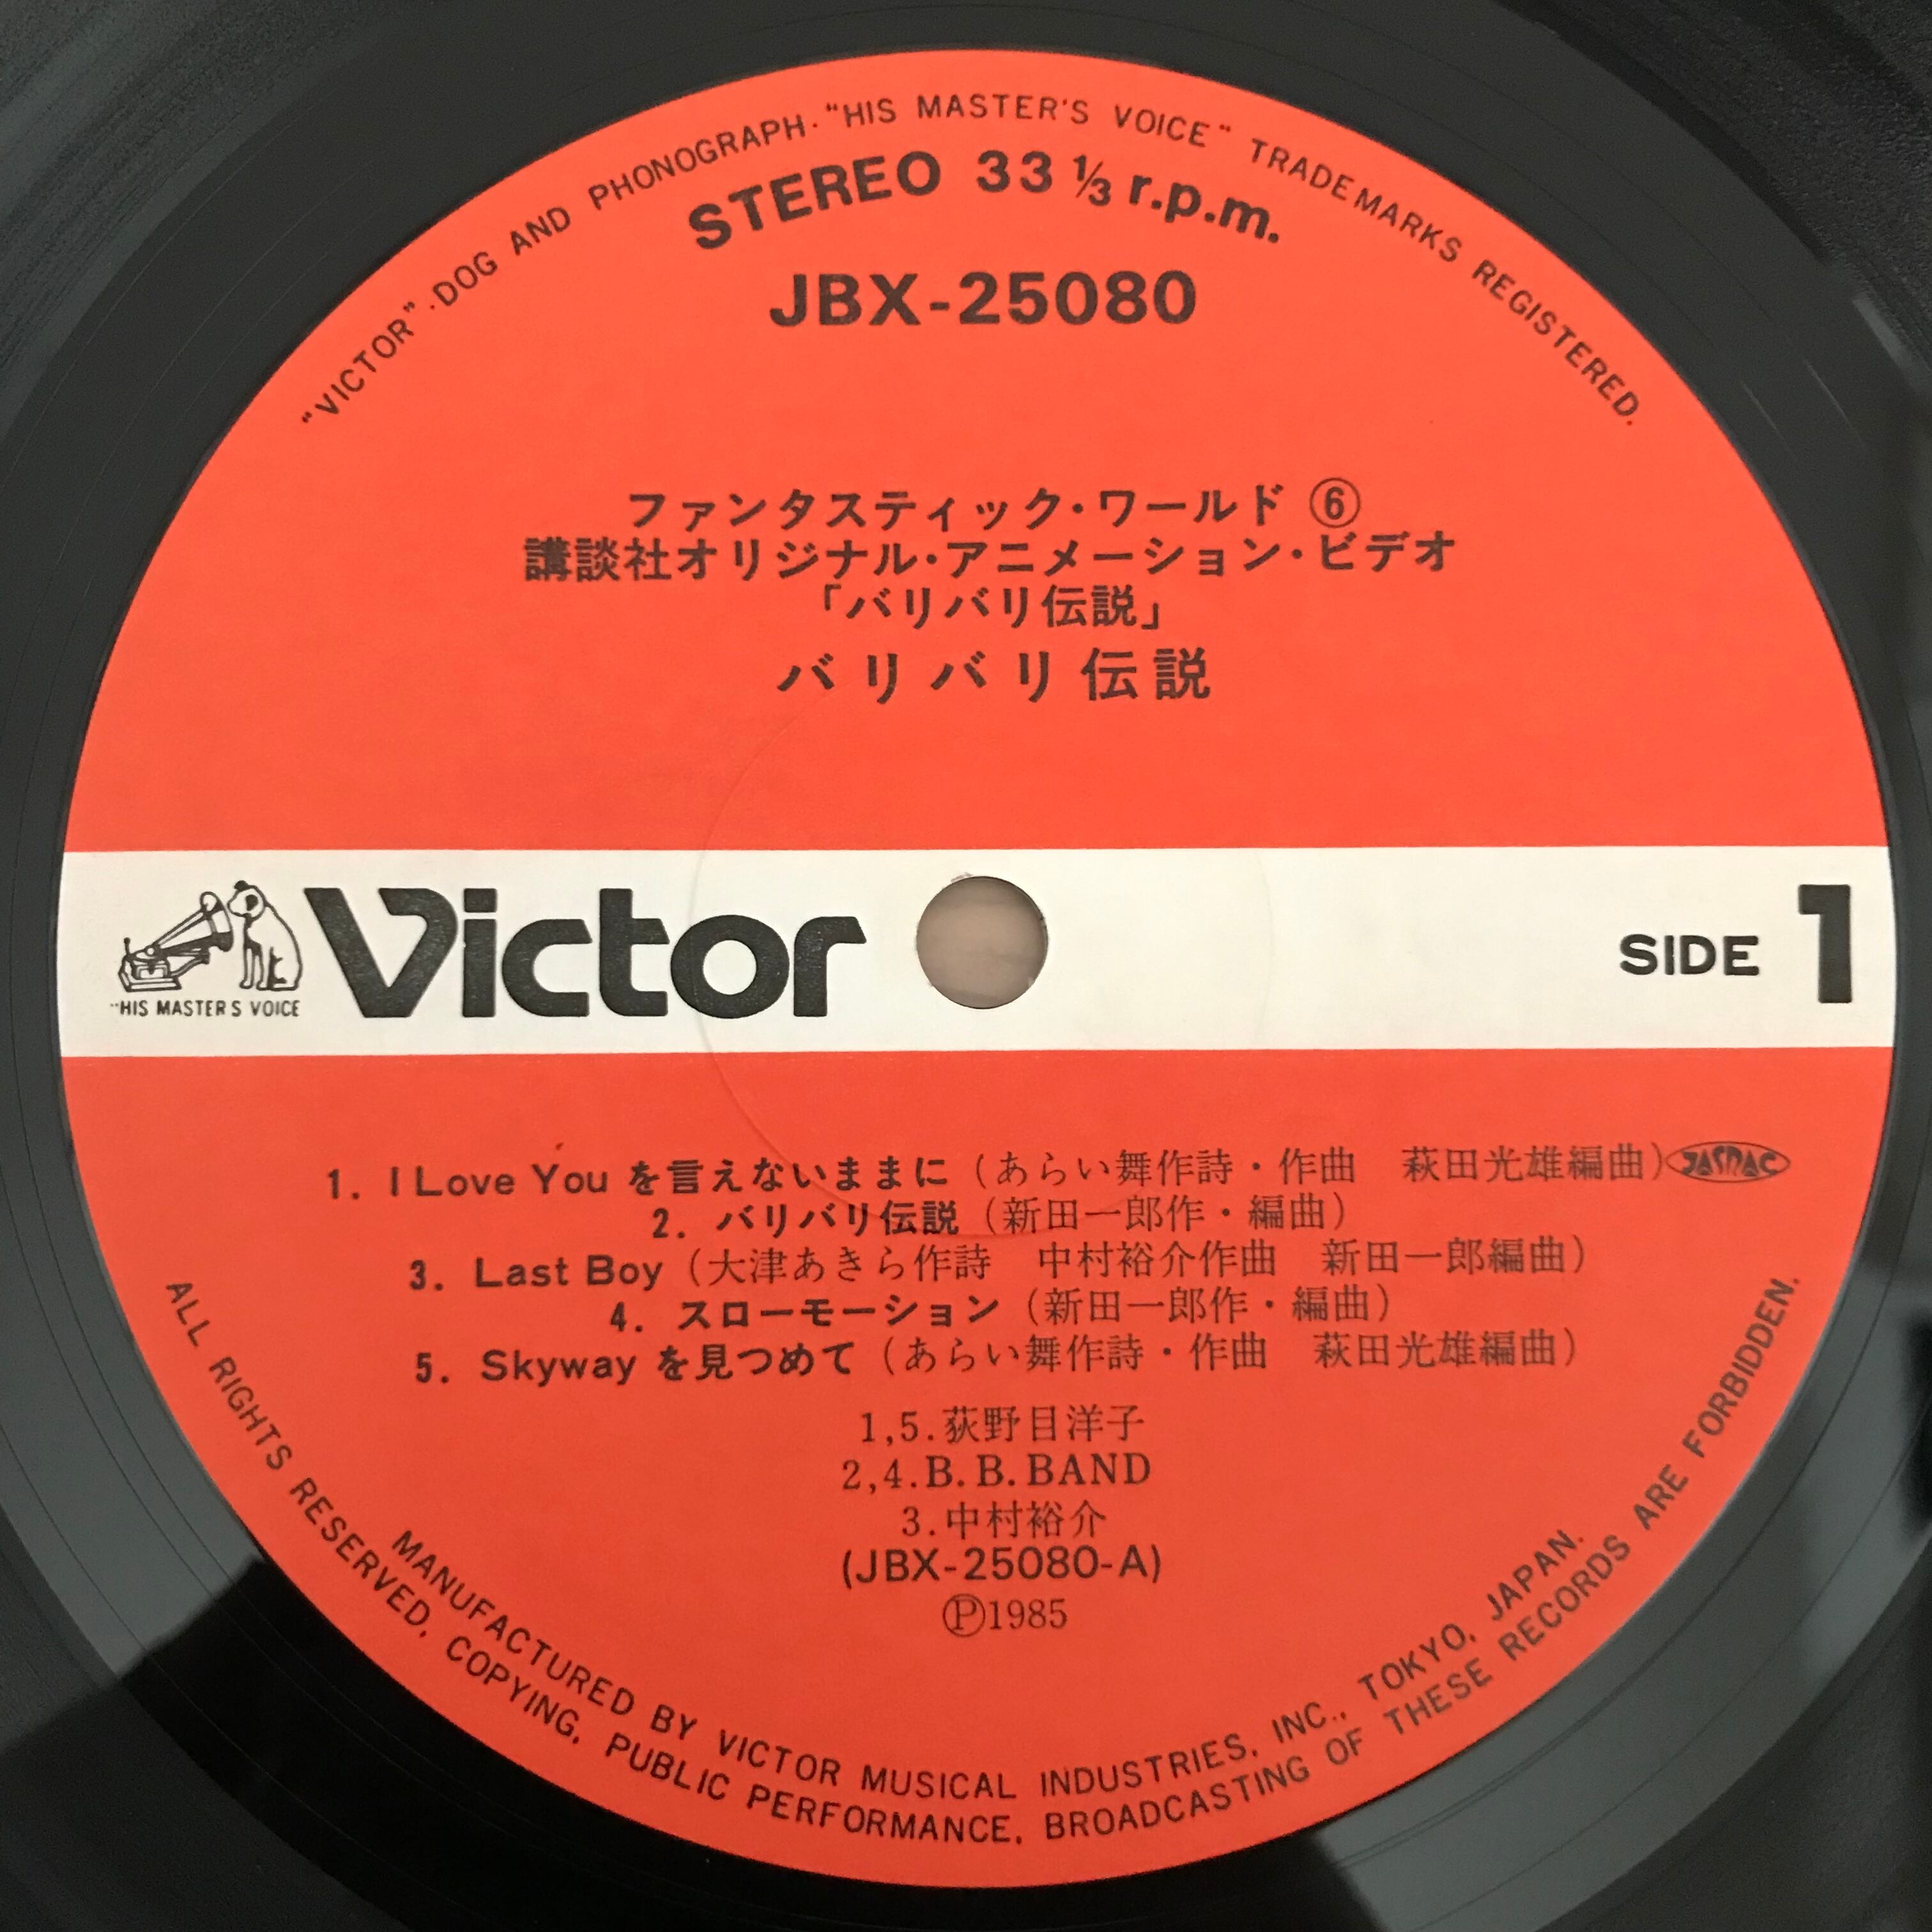 "VICTOR"·DOG AND PHONOGRAPH·"HIS MASTER'S VOICE" TRADEMARKS REGISTERED.
STEREO 33 ⅓ r.p.m.
JBX-25080
ファンタスティック・ワールド ⑥
講談社オリジナル・アニメーション・ビデオ
「バリバリ伝説」
バリバリ伝説
Victor
"HIS MASTER'S VOICE
SIDE 1
1. I Love You を言えないままに（あらい舞作詩・作曲　萩田光雄編曲） JASRAC
2. バリバリ伝説（新田一郎作・編曲）
3. Last Boy（大津あきら作詩　中村裕介作曲　新田一郎編曲）
4. スローモーション（新田一郎作・編曲）
5. Skyway を見つめて（あらい舞作詩・作曲　萩田光雄編曲）
1,5.荻野目洋子
2,4.B.B.BAND
3.中村裕介
(JBX-25080-A)
Ⓟ1985
MANUFACTURED BY VICTOR MUSICAL INDUSTRIES, INC., TOKYO, JAPAN.
ALL RIGHTS RESERVED, COPYING, PUBLIC PERFORMANCE, BROADCASTING OF THESE RECORDS ARE FORBIDDEN.